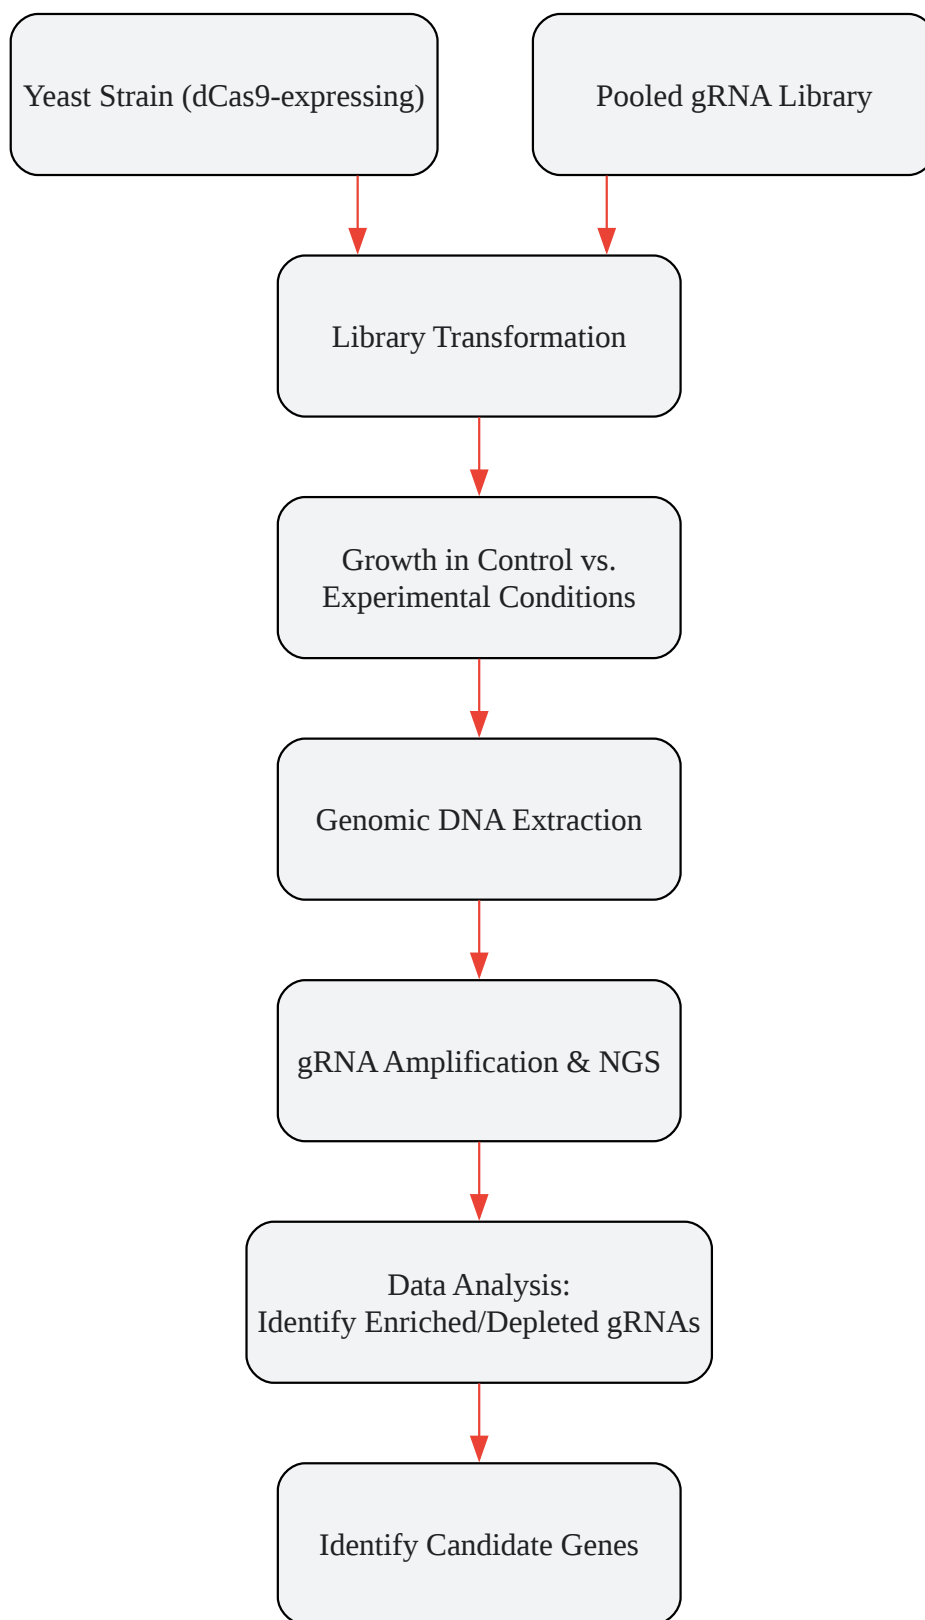 Yeast Strain (dCas9-expressing)
Pooled gRNA Library
Library Transformation
Growth in Control vs.
Experimental Conditions
Genomic DNA Extraction
gRNA Amplification & NGS
Data Analysis:
Identify Enriched/Depleted gRNAs
Identify Candidate Genes